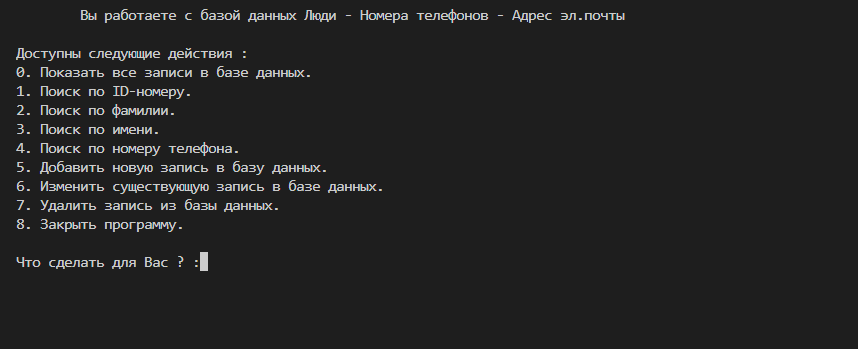 Вы работаете с базой данных Люди - Номера телефонов - Адрес эл.почты
Доступны следующие действия :
0. Показать все записи в базе данных.
1. Поиск по ID-номеру.
2. Поиск по фамилии.
3. Поиск по имени.
4. Поиск по номеру телефона.
5. Добавить новую запись в базу данных.
6. Изменить существующую запись в базе данных.
7. Удалить запись из базы данных.
8. Закрыть программу.
Что сделать для Вас ? :